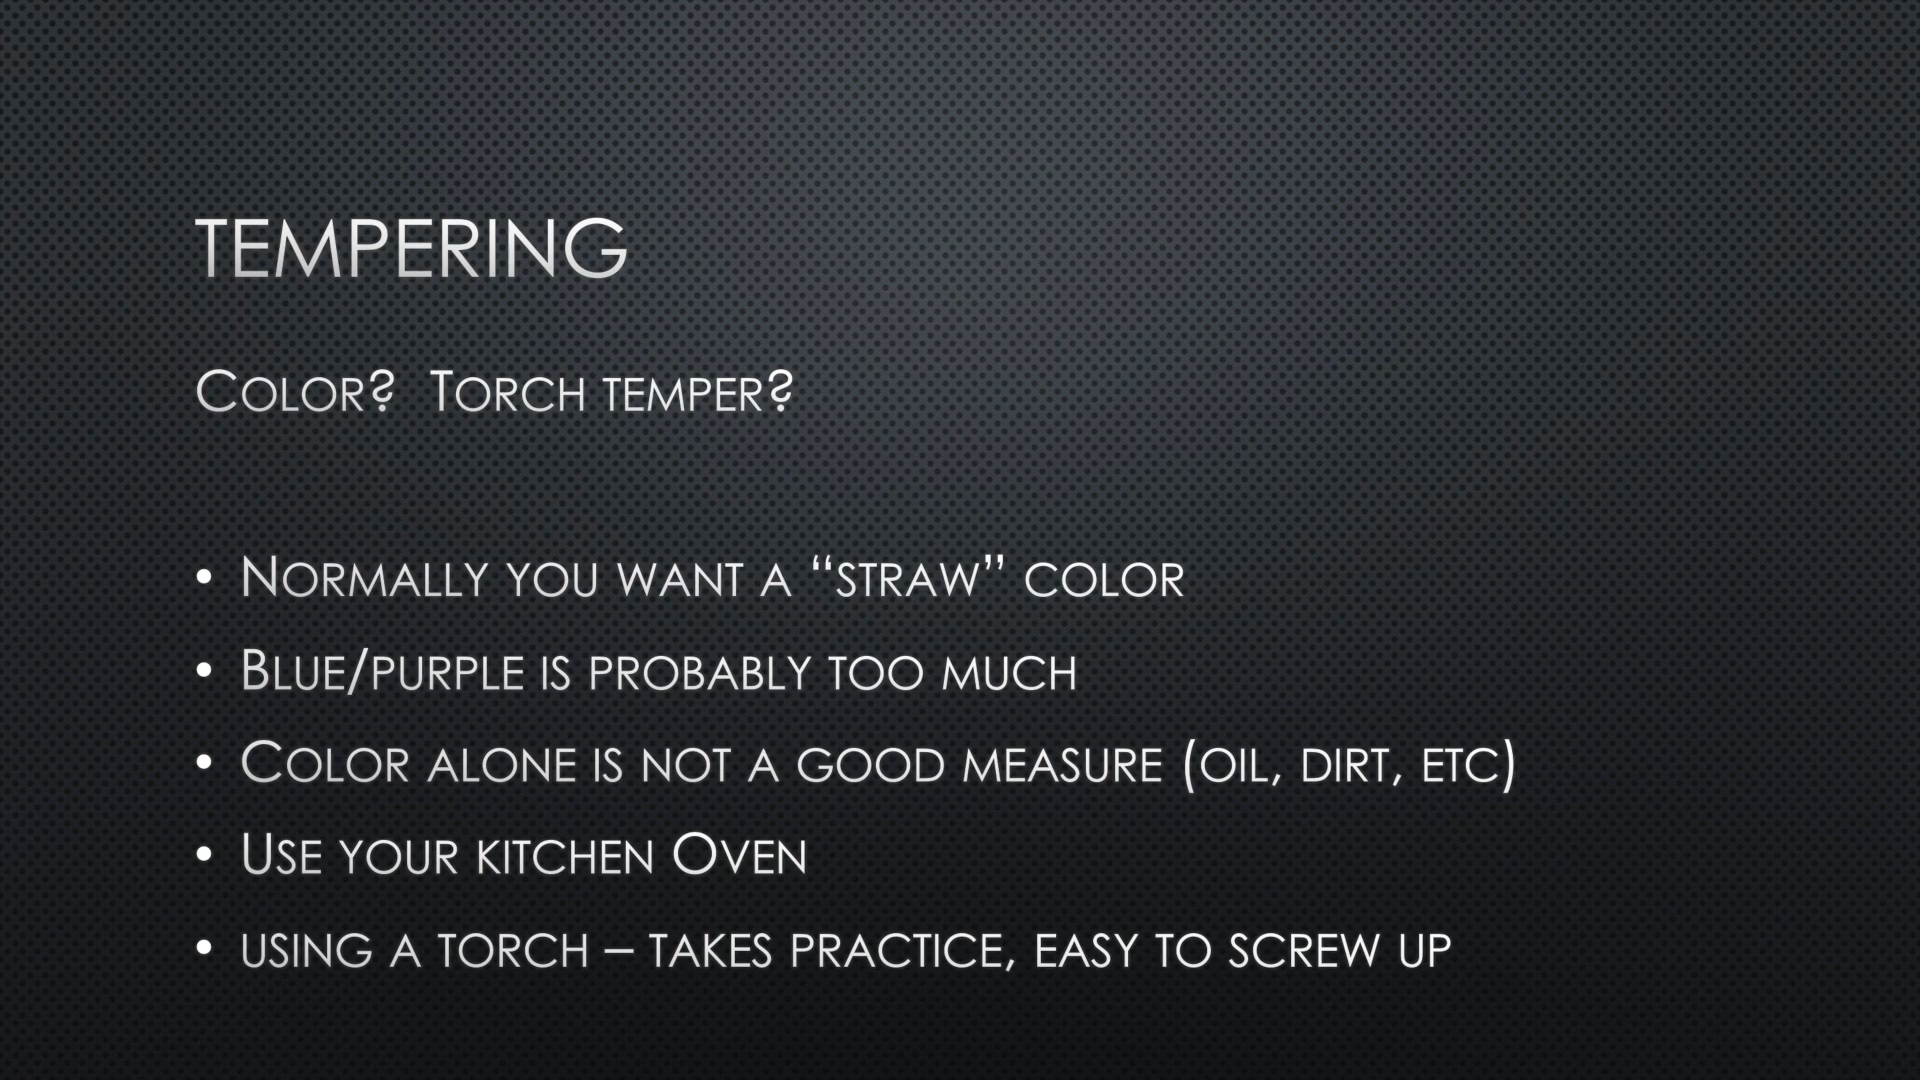 TEMPERING
COLOR? TORCH TEMPER?
• NORMALLY YOU WANT A “STRAW” COLOR
• BLUE/PURPLE IS PROBABLY TOO MUCH
• COLOR ALONE IS NOT A GOOD MEASURE (OIL, DIRT, ETC)
• USE YOUR KITCHEN OVEN
• USING A TORCH – TAKES PRACTICE, EASY TO SCREW UP